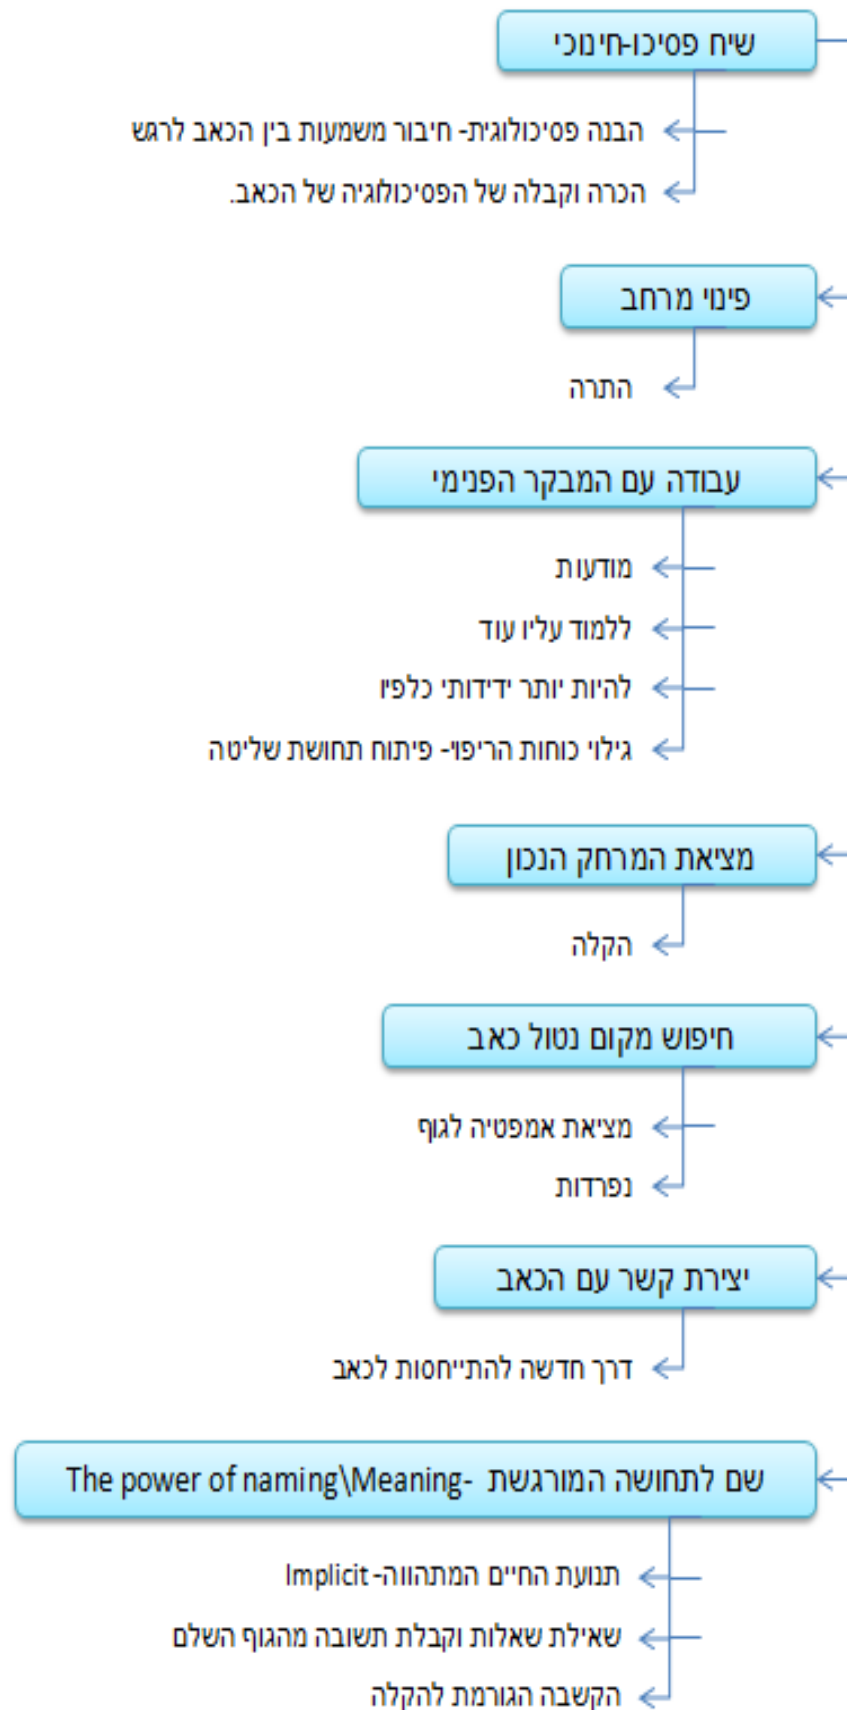 שיח פסיכו-חינוכי
הבנה פסיכולוגית- חיבור משמעות בין הכאב לרגש
הכרה וקבלה של הפסיכולוגיה של הכאב.
פינוי מרחב
התרה
עבודה עם המבקר הפנימי
מודעות
ללמוד עליו עוד
להיות יותר ידידותי כלפיו
גילוי כוחות הריפוי- פיתוח תחושת שליטה
מציאת המרחק הנכון
הקלה
חיפוש מקום נטול כאב
מציאת אמפטיה לגוף
נפרדות
יצירת קשר עם הכאב
דרך חדשה להתייחסות לכאב
שם לתחושה המורגשת -The power of naming\Meaning
תנועת החיים המתהווה- Implicit
שאילת שאלות וקבלת תשובה מהגוף השלם
הקשבה הגורמת להקלה